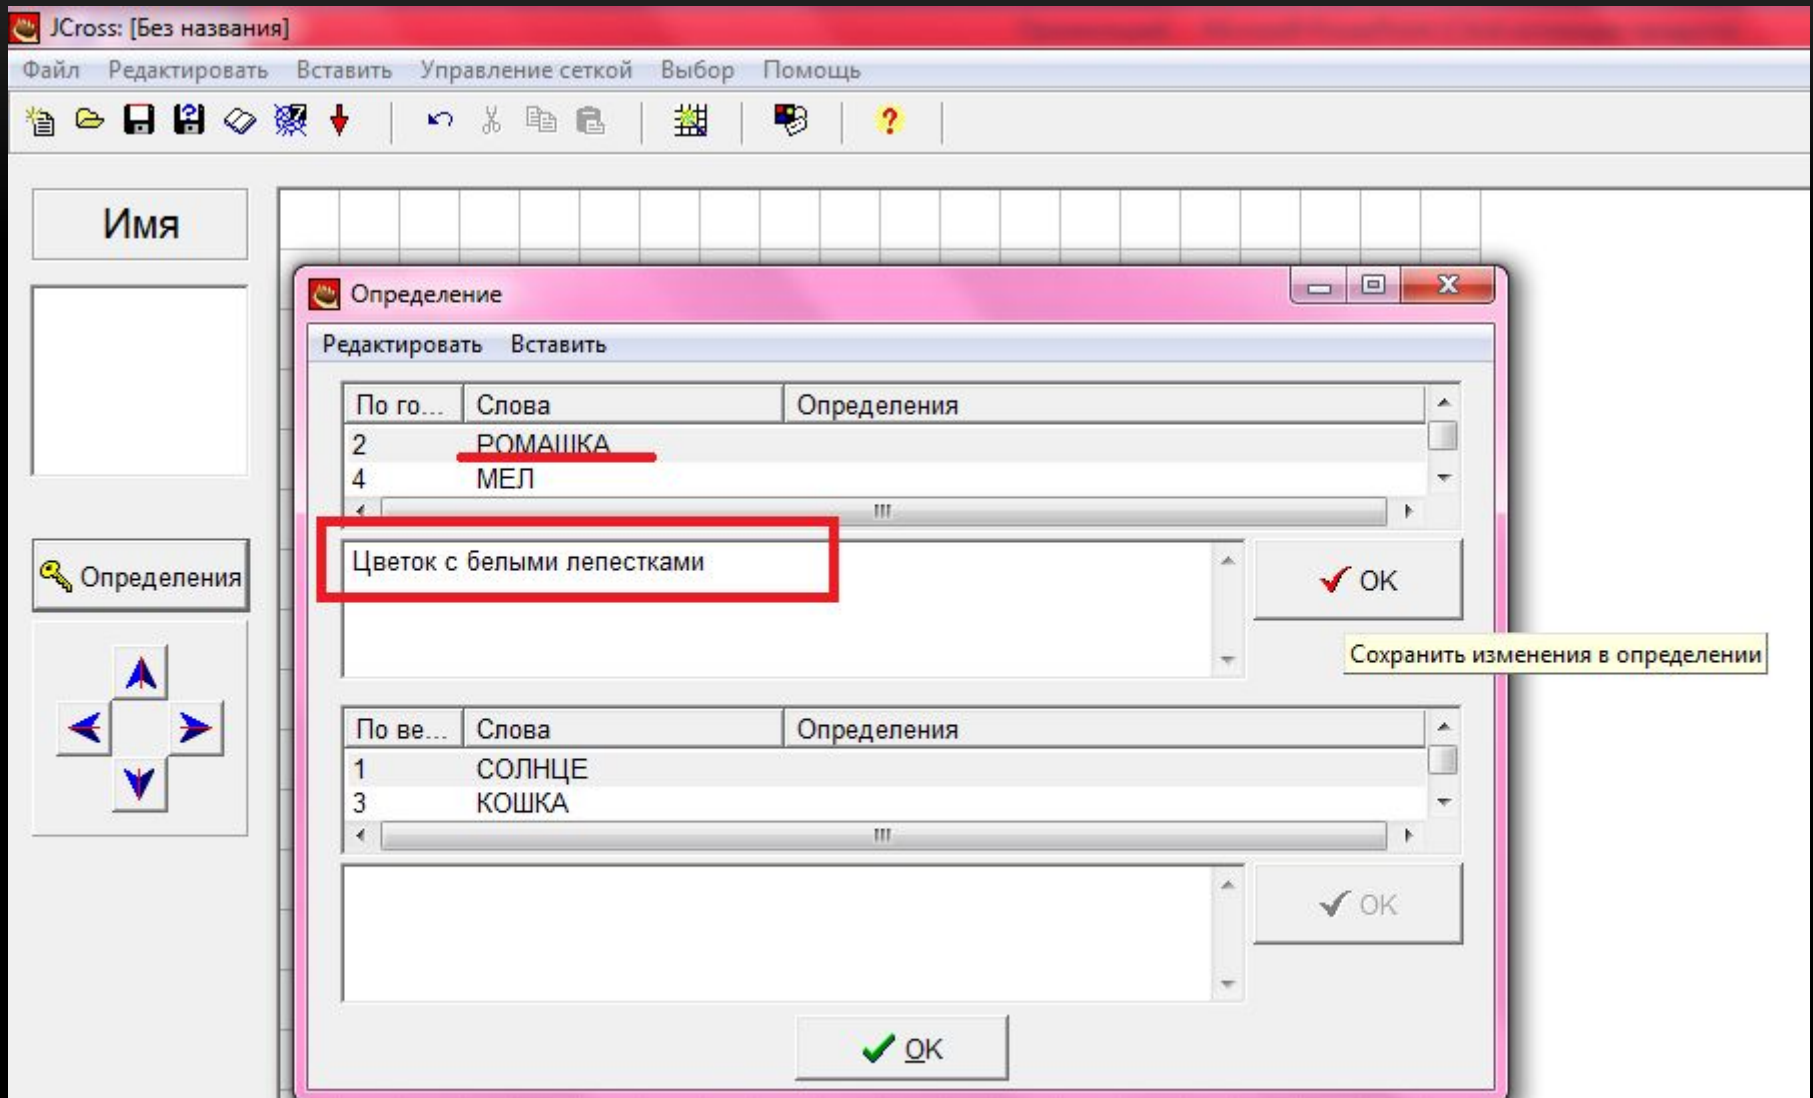 JCross: [Без названия]
Файл Редактировать Вставить Управление сеткой Выбор Помощь
Имя
Определение
Редактировать Вставить
По го... Слова Определения
2 РОМАШКА
4 МЕЛ
Цветок с белыми лепестками
OK
Определения
Сохранить изменения в определении
По ве... Слова Определения
1 СОЛНЦЕ
3 КОШКА
OK
OK